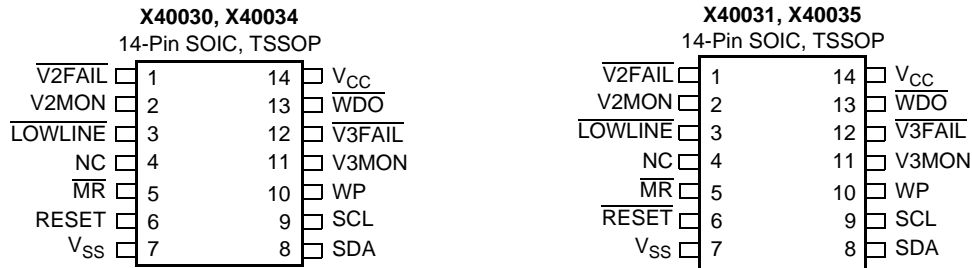 X40030, X40034
14-Pin SOIC, TSSOP
V2FAIL 1 14 VCC
V2MON 2 13 WDO
LOWLINE 3 12 V3FAIL
NC 4 11 V3MON
MR 5 10 WP
RESET 6 9 SCL
VSS 7 8 SDA
X40031, X40035
14-Pin SOIC, TSSOP
V2FAIL 1 14 VCC
V2MON 2 13 WDO
LOWLINE 3 12 V3FAIL
NC 4 11 V3MON
MR 5 10 WP
RESET 6 9 SCL
VSS 7 8 SDA